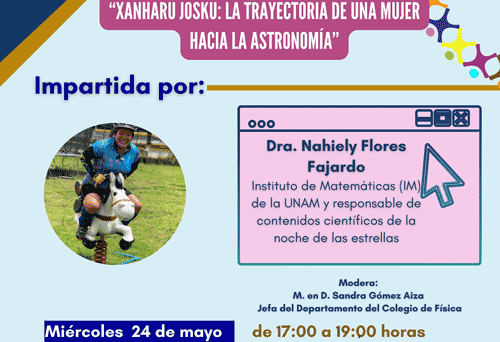 “XANHARU JOSKU: LA TRAYECTORIA DE UNA MUJER
HACIA LA ASTRONOMÍA”
Impartida por:
Dra. Nahiely Flores
Fajardo
Instituto de Matemáticas (IM)
de la UNAM y responsable de
contenidos científicos de la
noche de las estrellas
Modera:
M. en D. Sandra Gómez Aiza
Jefa del Departamento del Colegio de Física
Miércoles 24 de mayo de 17:00 a 19:00 horas